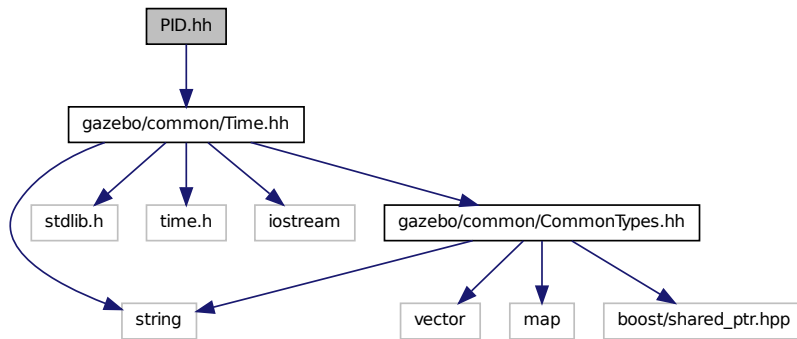 PID.hh
gazebo/common/Time.hh
stdlib.h
time.h
iostream
gazebo/common/CommonTypes.hh
string
vector
map
boost/shared_ptr.hpp